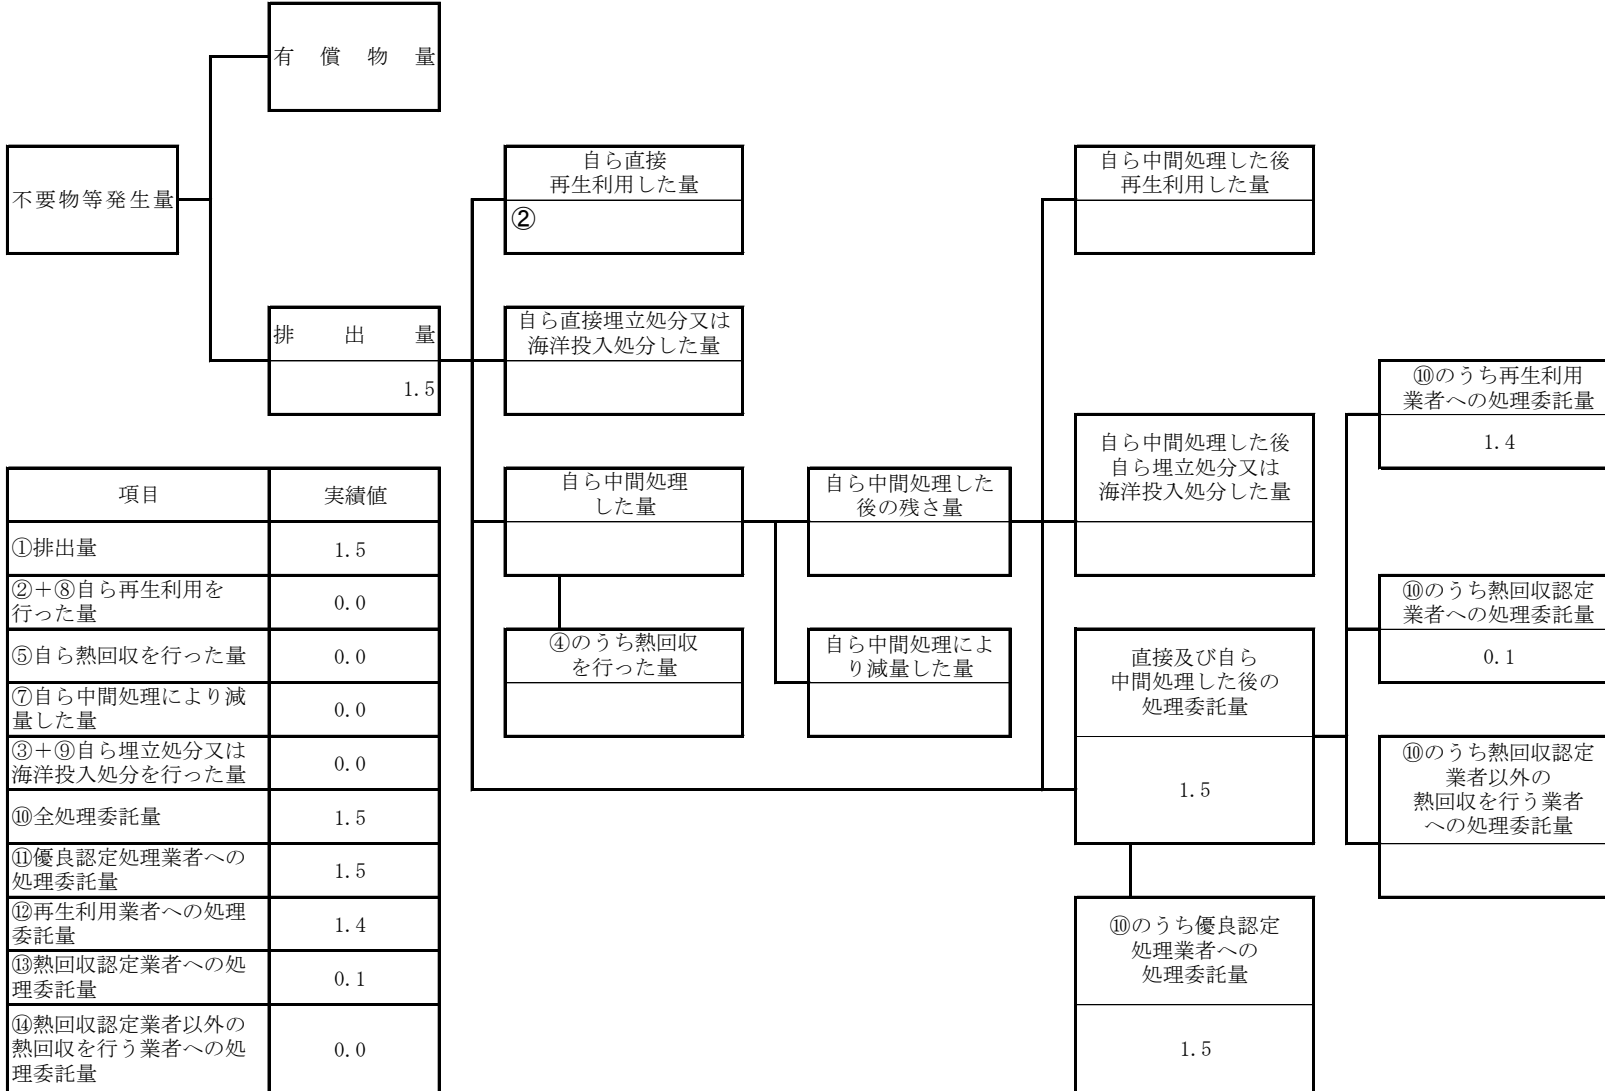 有償物量
不要物等発生量
排出量
1.5
自ら直接
再生利用した量
②
自ら直接埋立処分又は
海洋投入処分した量
自ら中間処理
した量
④のうち熱回収
を行った量
自ら中間処理した
後の残さ量
自ら中間処理によ
り減量した量
自ら中間処理した後
再生利用した量
自ら中間処理した後
自ら埋立処分又は
海洋投入処分した量
直接及び自ら
中間処理した後の
処理委託量
1.5
⑩のうち優良認定
処理業者への
処理委託量
1.5
⑩のうち再生利用
業者への処理委託量
1.4
⑩のうち熱回収認定
業者への処理委託量
0.1
⑩のうち熱回収認定
業者以外の
熱回収を行う業者
への処理委託量
項目 実績値
①排出量 1.5
②+⑧自ら再生利用を
行った量 0.0
⑤自ら熱回収を行った量 0.0
⑦自ら中間処理により減
量した量 0.0
③+⑨自ら埋立処分又は
海洋投入処分を行った量 0.0
⑩全処理委託量 1.5
⑪優良認定処理業者への
処理委託量 1.5
⑫再生利用業者への処理
委託量 1.4
⑬熱回収認定業者への処
理委託量 0.1
⑭熱回収認定業者以外の
熱回収を行う業者への処
理委託量 0.0